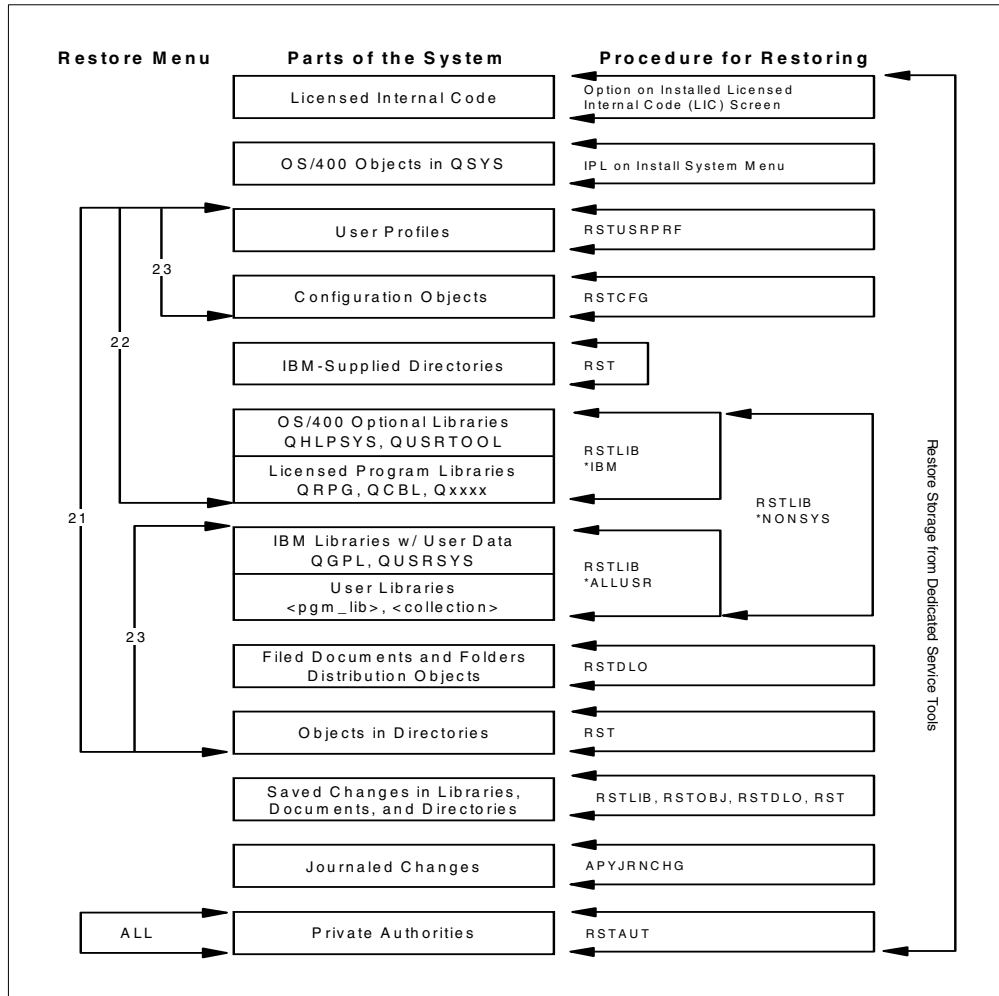 Restore Menu
Parts of the System
Procedure for Restoring
Licensed Internal Code
Option on Installed Licensed
Internal Code (LIC) Screen
OS/400 Objects in QSYS
IPL on Install System Menu
User Profiles
RSTUSRPRF
23
Configuration Objects
RSTCFG
22
IBM-Supplied Directories
RST
OS/400 Optional Libraries
QHLPSYS, QUSRTOOL
Licensed Program Libraries
QRPG, QCBL, Qxxxx
RSTLIB
*IBM
RSTLIB
*NONSYS
21
IBM Libraries w/ User Data
QGPL, QUSRSYS
User Libraries
<pgm_lib>, <collection>
RSTLIB
*ALLUSR
23
Filed Documents and Folders
Distribution Objects
RSTDLO
Objects in Directories
RST
Saved Changes in Libraries,
Documents, and Directories
RSTLIB, RSTOBJ, RSTDLO, RST
Journaled Changes
APYJRNCHG
ALL
Private Authorities
RSTAUT
Restore Storage from Dedicated Service Tools